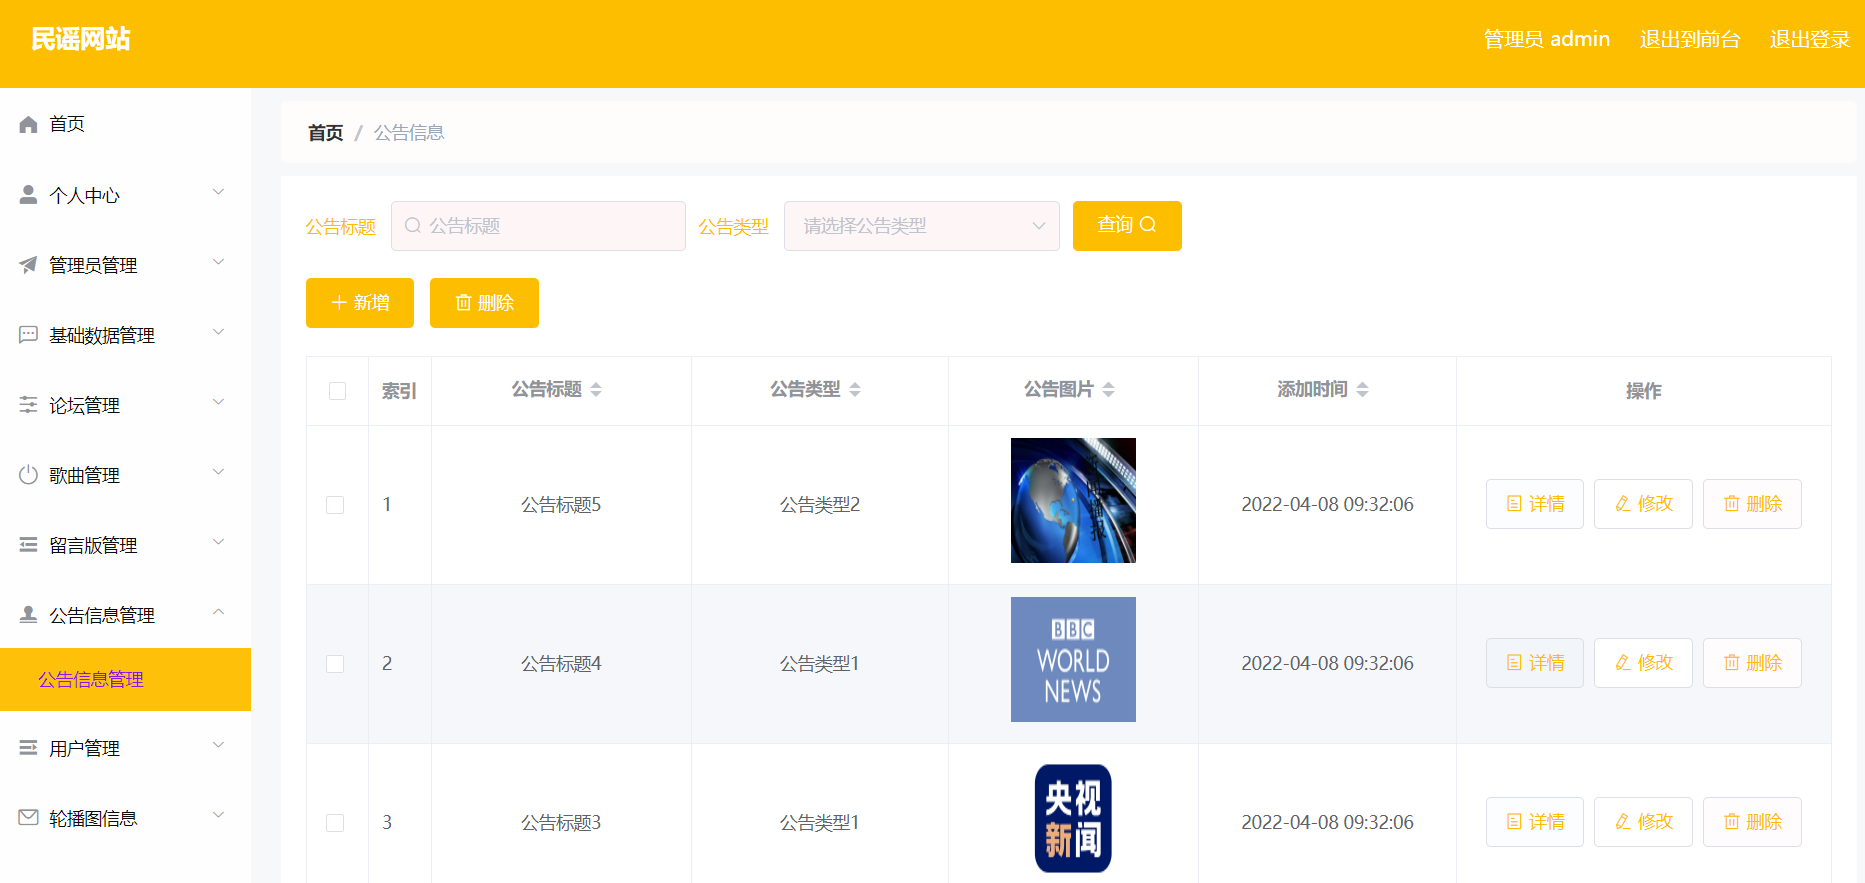 民谣网站
管理员 admin 退出到前台 退出登录
首页
个人中心
管理员管理
基础数据管理
论坛管理
歌曲管理
留言版管理
公告信息管理
公告信息管理
用户管理
轮播图信息
首页 / 公告信息
公告标题 公告标题 公告类型 请选择公告类型 查询
新增 删除
索引 公告标题 公告类型 公告图片 添加时间 操作
1 公告标题5 公告类型2 2022-04-08 09:32:06 详情 修改 删除
新闻播报
2 公告标题4 公告类型1 2022-04-08 09:32:06 详情 修改 删除
BBC
WORLD
NEWS
3 公告标题3 公告类型1 2022-04-08 09:32:06 详情 修改 删除
央视
新闻